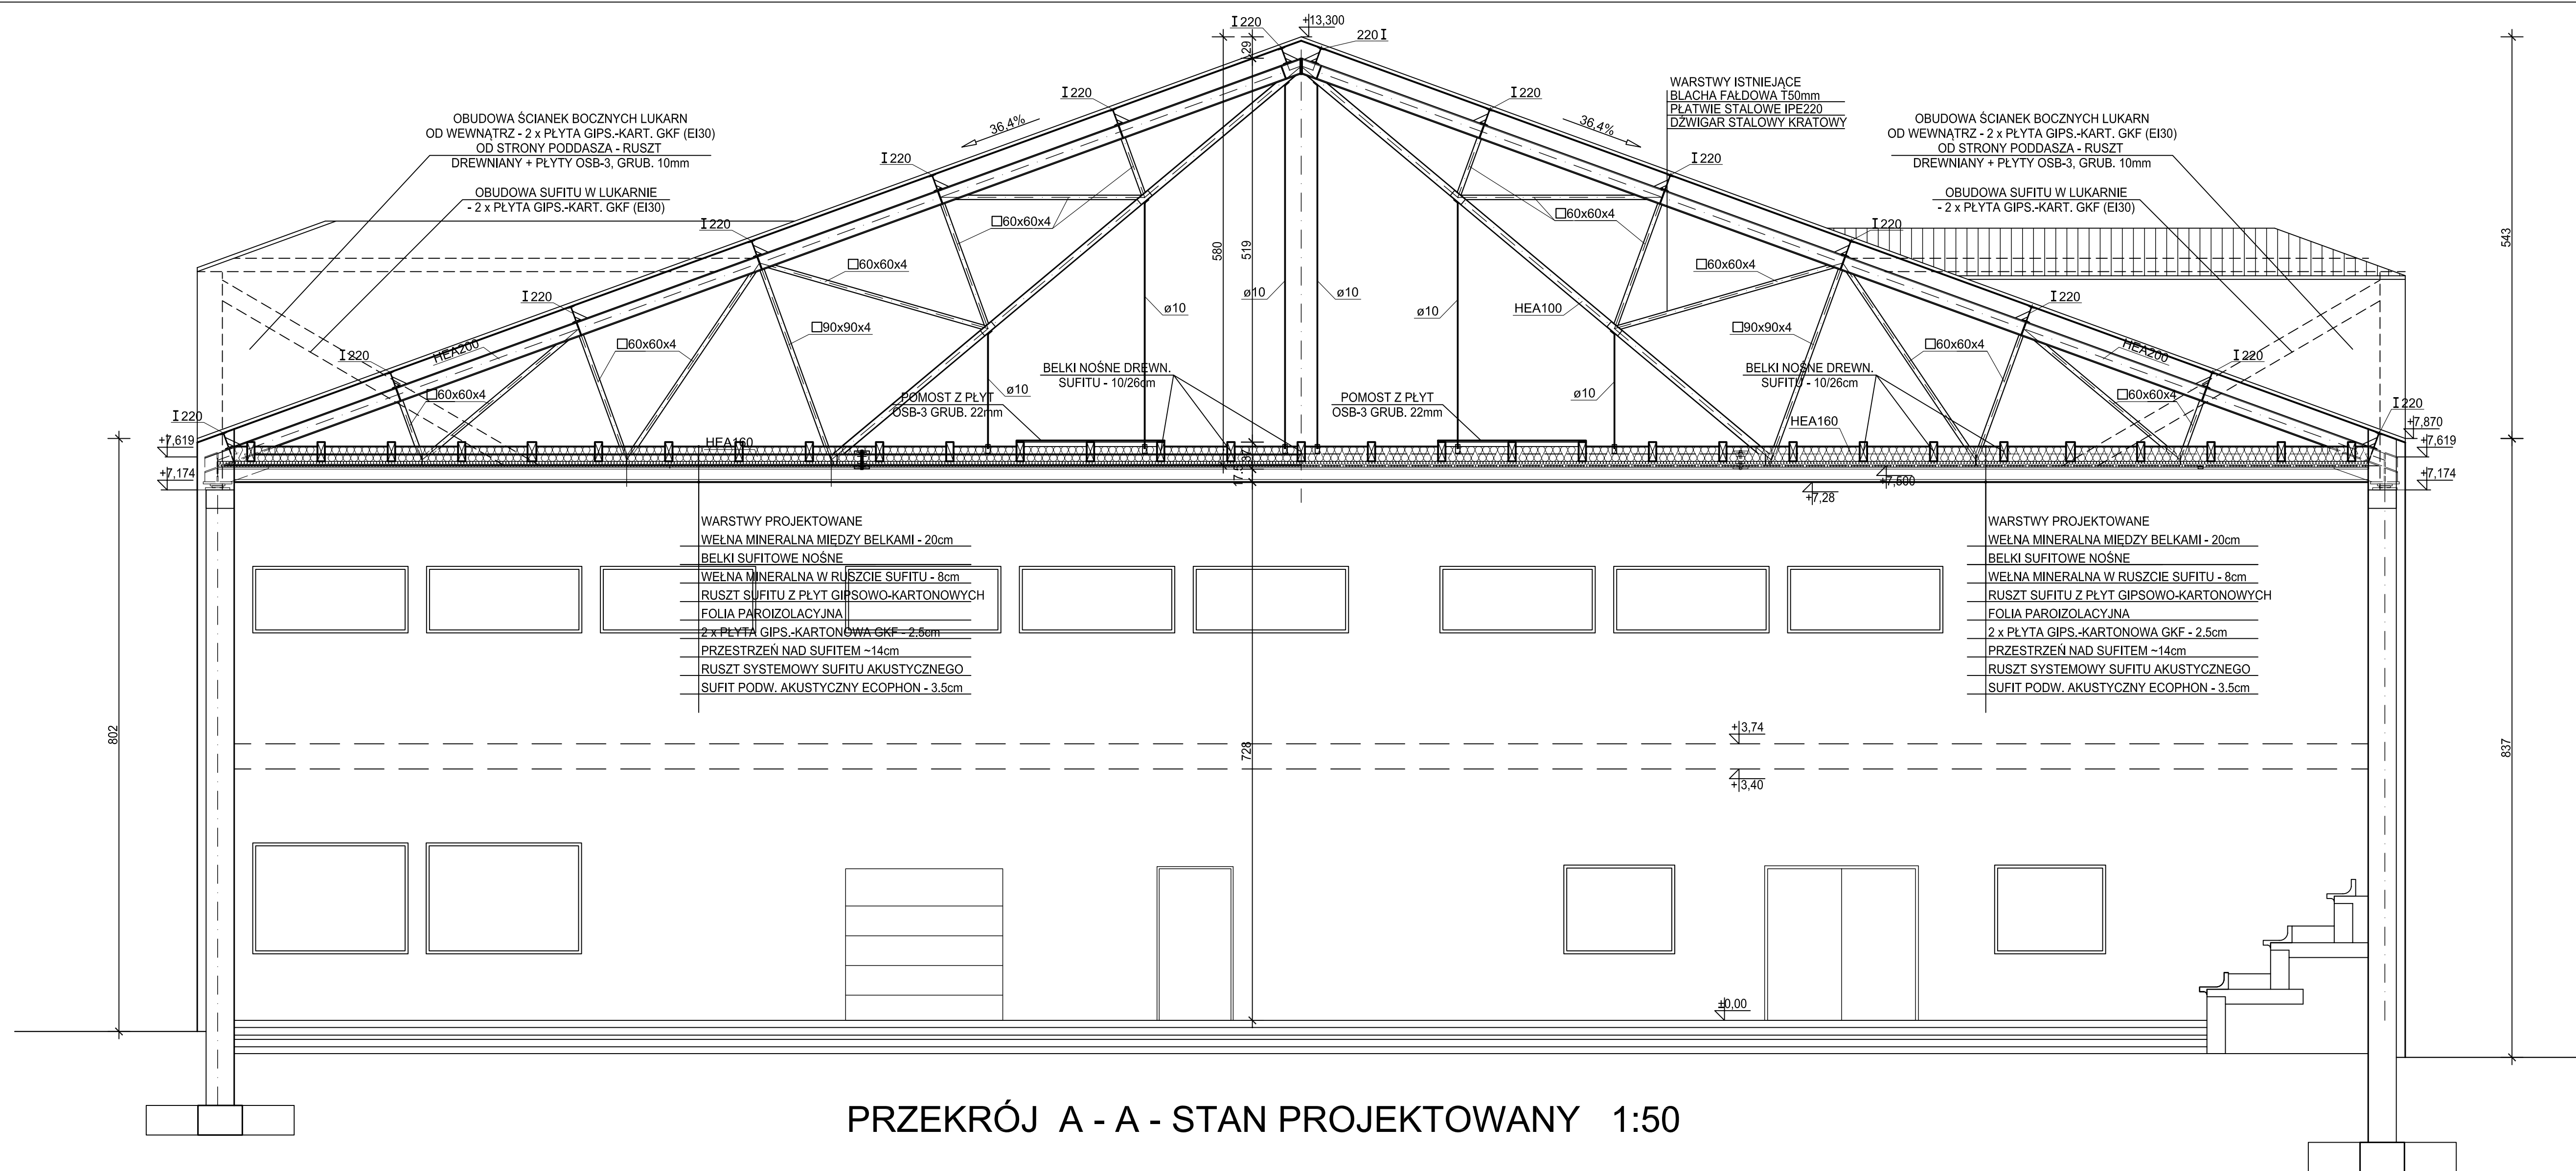 I 220
+13,300
220 I
29
I 220
I 220
WARSTWY ISTNIEJĄCE
BLACHA FAŁDOWA T50mm
PŁATWIE STALOWE IPE220
DŹWIGAR STALOWY KRATOWY
OBUDOWA ŚCIANEK BOCZNYCH LUKARN
OD WEWNĄTRZ - 2 x PŁYTA GIPS.-KART. GKF (EI30)
OD STRONY PODDASZA - RUSZT
DREWNIANY + PŁYTY OSB-3, GRUB. 10mm
36,4%
36,4%
OBUDOWA ŚCIANEK BOCZNYCH LUKARN
OD WEWNĄTRZ - 2 x PŁYTA GIPS.-KART. GKF (EI30)
OD STRONY PODDASZA - RUSZT
DREWNIANY + PŁYTY OSB-3, GRUB. 10mm
I 220
I 220
OBUDOWA SUFITU W LUKARNIE
- 2 x PŁYTA GIPS.-KART. GKF (EI30)
OBUDOWA SUFITU W LUKARNIE
- 2 x PŁYTA GIPS.-KART. GKF (EI30)
I 220
□60x60x4
□60x60x4
I 220
580
519
543
□60x60x4
□60x60x4
I 220
ø10
ø10
I 220
ø10
ø10
HEA100
□90x90x4
□90x90x4
□60x60x4
□60x60x4
HEA200
HEA200
I 220
I 220
BELKI NOŚNE DREWN.
SUFITU - 10/26cm
BELKI NOŚNE DREWN.
SUFITU - 10/26cm
□60x60x4
ø10
ø10
□60x60x4
POMOST Z PŁYT
OSB-3 GRUB. 22mm
POMOST Z PŁYT
OSB-3 GRUB. 22mm
I 220
I 220
HEA160
HEA160
+7,619
+7,870
+7,619
37
17.5
+7,174
+7,500
+7,174
+7,28
WARSTWY PROJEKTOWANE
WEŁNA MINERALNA MIĘDZY BELKAMI - 20cm
BELKI SUFITOWE NOŚNE
WEŁNA MINERALNA W RUSZCIE SUFITU - 8cm
RUSZT SUFITU Z PŁYT GIPSOWO-KARTONOWYCH
FOLIA PAROIZOLACYJNA
2 x PŁYTA GIPS.-KARTONOWA GKF - 2.5cm
PRZESTRZEŃ NAD SUFITEM ~14cm
RUSZT SYSTEMOWY SUFITU AKUSTYCZNEGO
SUFIT PODW. AKUSTYCZNY ECOPHON - 3.5cm
WARSTWY PROJEKTOWANE
WEŁNA MINERALNA MIĘDZY BELKAMI - 20cm
BELKI SUFITOWE NOŚNE
WEŁNA MINERALNA W RUSZCIE SUFITU - 8cm
RUSZT SUFITU Z PŁYT GIPSOWO-KARTONOWYCH
FOLIA PAROIZOLACYJNA
2 x PŁYTA GIPS.-KARTONOWA GKF - 2.5cm
PRZESTRZEŃ NAD SUFITEM ~14cm
RUSZT SYSTEMOWY SUFITU AKUSTYCZNEGO
SUFIT PODW. AKUSTYCZNY ECOPHON - 3.5cm
802
728
+3,74
837
+3,40
±0,00
PRZEKRÓJ A - A - STAN PROJEKTOWANY 1:50